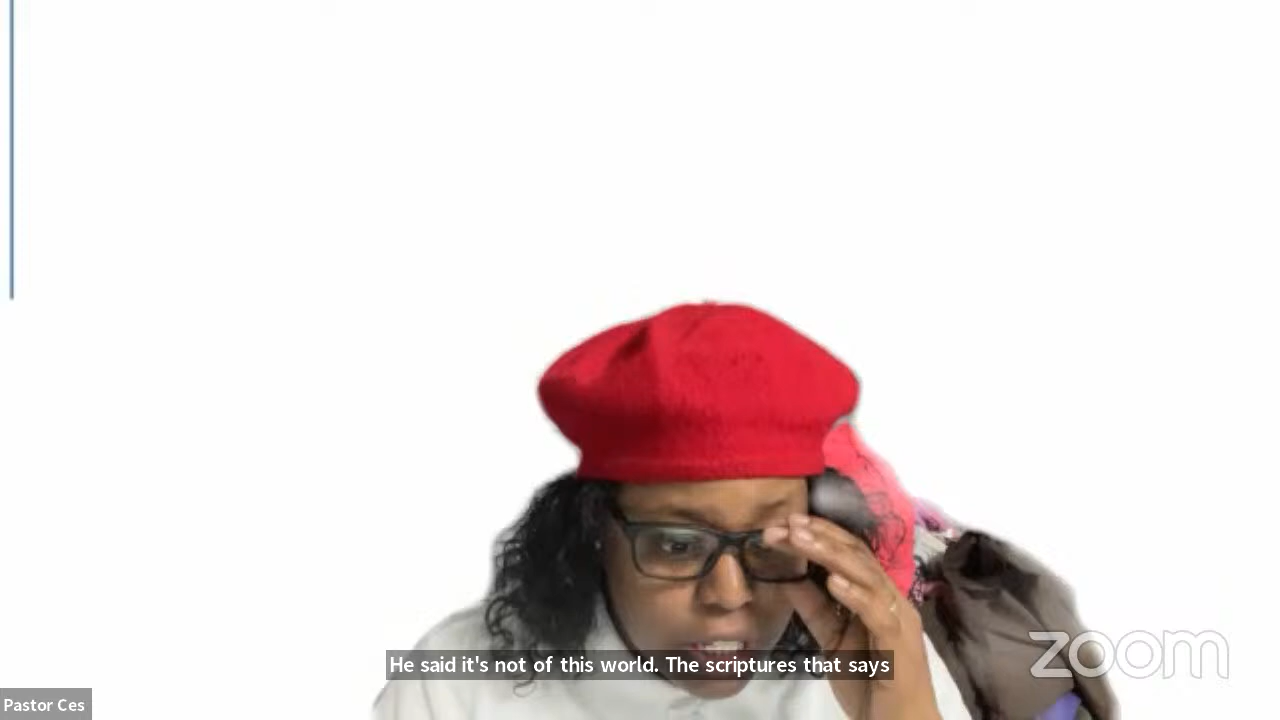 He said it's not of this world. The scriptures that says
zoom
Pastor Ces